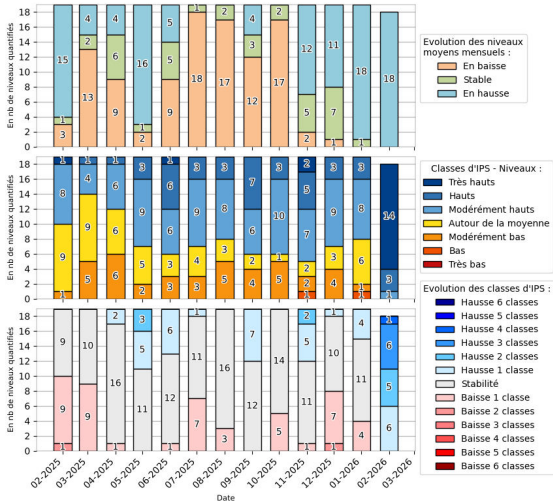 En nb de niveaux quantifiés
18
16
14
12
10
8
6
4
2
0
15 1 3
4 2 13
4 6 9
16 1 2
5 5 9
1 18
2 17
4 3 12
2 17
12 5 2
11 7 1
18 1
18
Evolution des niveaux
moyens mensuels :
En baisse
Stable
En hausse
En nb de niveaux quantifiés
18
16
14
12
10
8
6
4
2
0
1 8 9 1
1 4 9 5
1 6 6 6
3 9 5 2
1 6 6 3 3
3 9 4 3
3 8 3 5
7 6 2 4
3 10 1 5
2 5 7 2 2 1
3 9 3 4
3 8 6 1 1
14 3 1
Classes d'IPS - Niveaux :
Très hauts
Hauts
Modérément hauts
Autour de la moyenne
Modérément bas
Bas
Très bas
En nb de niveaux quantifiés
18
16
14
12
10
8
6
4
2
0
9 9 1
10 9
2 16 1
3 5 11
6 12 1
1 11 7
16 3
7 12
14 5
2 5 11 1
1 10 7 1
4 11 4
1 6 5 6
Evolution des classes d'IPS :
Hausse 6 classes
Hausse 5 classes
Hausse 4 classes
Hausse 3 classes
Hausse 2 classes
Hausse 1 classe
Stabilité
Baisse 1 classe
Baisse 2 classes
Baisse 3 classes
Baisse 4 classes
Baisse 5 classes
Baisse 6 classes
02-2025
03-2025
04-2025
05-2025
06-2025
07-2025
08-2025
09-2025
10-2025
11-2025
12-2025
01-2026
02-2026
03-2026
Date